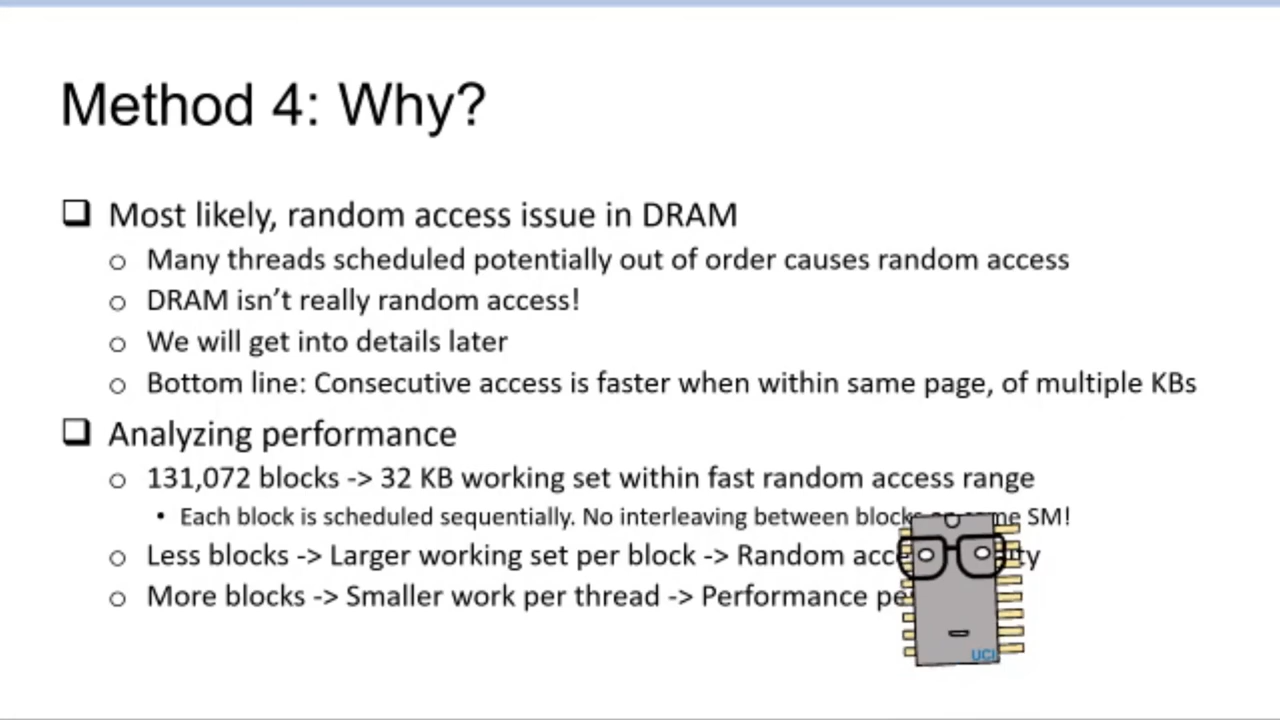 Method 4: Why?
Most likely, random access issue in DRAM
Many threads scheduled potentially out of order causes random access
DRAM isn't really random access!
We will get into details later
Bottom line: Consecutive access is faster when within same page, of multiple KBs
Analyzing performance
131,072 blocks -> 32 KB working set within fast random access range
Each block is scheduled sequentially. No interleaving between blocks SM!
Less blocks -> Larger working set per block -> Random
More blocks -> Smaller work per thread -> Performance
UCI